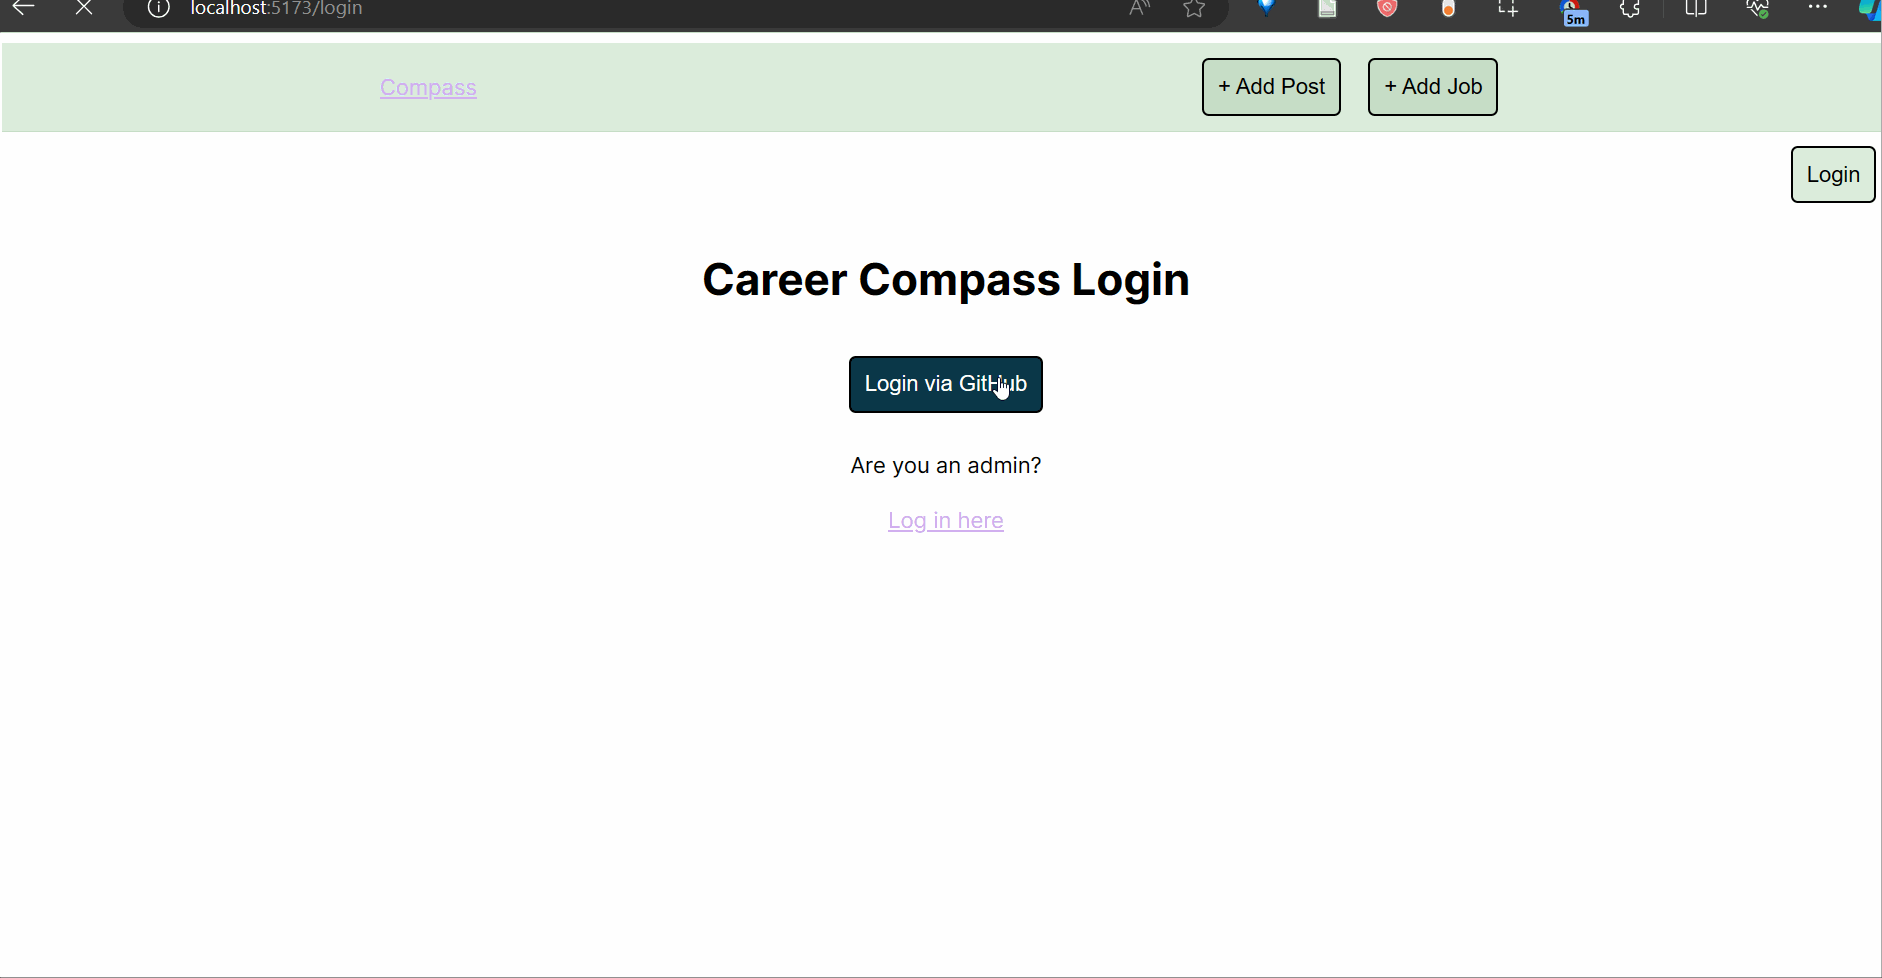 localhost:5173/login
A
5m
Compass
+ Add Post
+ Add Job
Login
Career Compass Login
Login via GitHub
Are you an admin?
Log in here